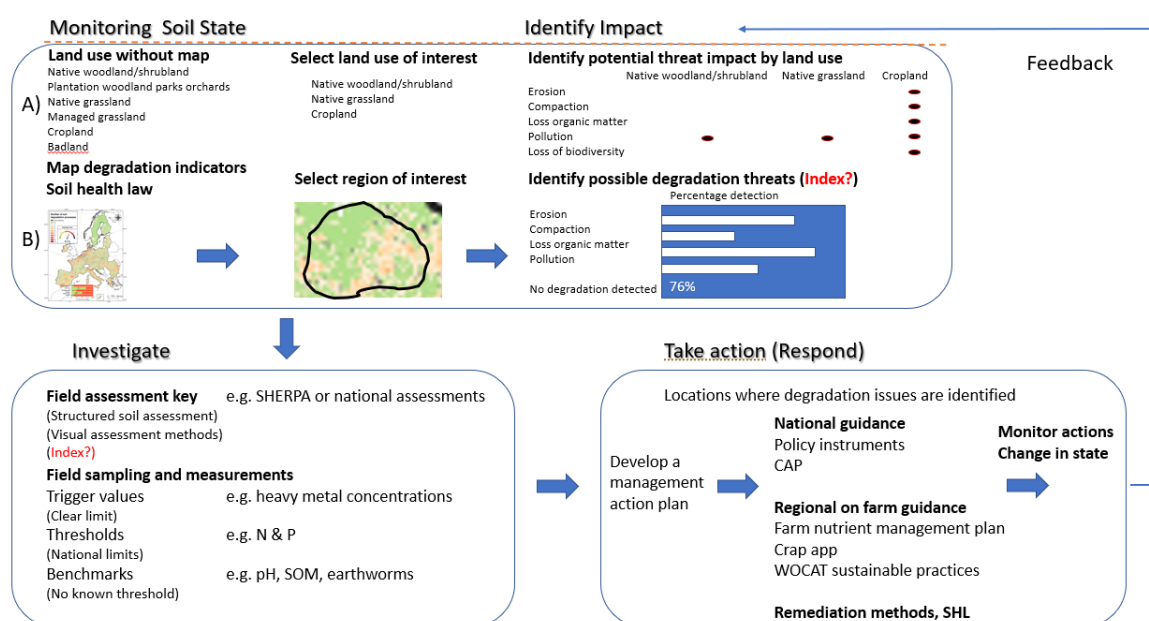 Monitoring Soil State
Identify Impact
Feedback
A)
Land use without map
Native woodland/shrubland
Plantation woodland parks orchards
Native grassland
Managed grassland
Cropland
Badland
Select land use of interest
Native woodland/shrubland
Native grassland
Cropland
Identify potential threat impact by land use
Native woodland/shrubland Native grassland Cropland
Erosion
Compaction
Loss organic matter
Pollution
Loss of biodiversity
Map degradation indicators
Soil health law
B)
Select region of interest
Identify possible degradation threats (Index?)
Percentage detection
Erosion
Compaction
Loss organic matter
Pollution
No degradation detected 76%
Investigate
Field assessment key e.g. SHERPA or national assessments
(Structured soil assessment)
(Visual assessment methods)
(Index?)
Field sampling and measurements
Trigger values e.g. heavy metal concentrations
(Clear limit)
Thresholds e.g. N & P
(National limits)
Benchmarks e.g. pH, SOM, earthworms
(No known threshold)
Take action (Respond)
Locations where degradation issues are identified
Develop a
management
action plan
National guidance
Policy instruments
CAP
Regional on farm guidance
Farm nutrient management plan
Crap app
WOCAT sustainable practices
Remediation methods, SHL
Monitor actions
Change in state